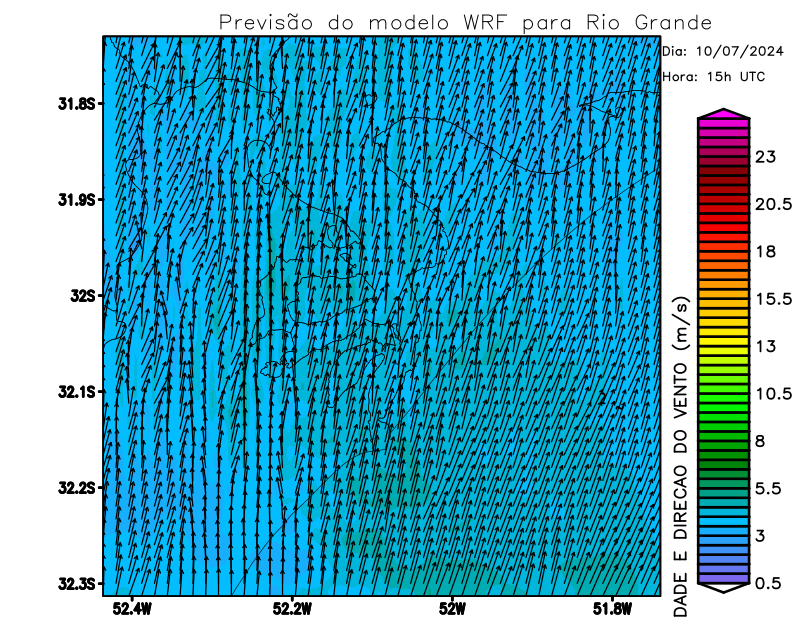 Previsão do modelo WRF para Rio Grande
Dia: 10/07/2024
Hora: 15h UTC
31.8S
31.9S
32S
32.1S
32.2S
32.3S
52.4W
52.2W
52W
51.8W
DADE E DIRECAO DO VENTO (m/s)
23
20.5
18
15.5
13
10.5
8
5.5
3
0.5